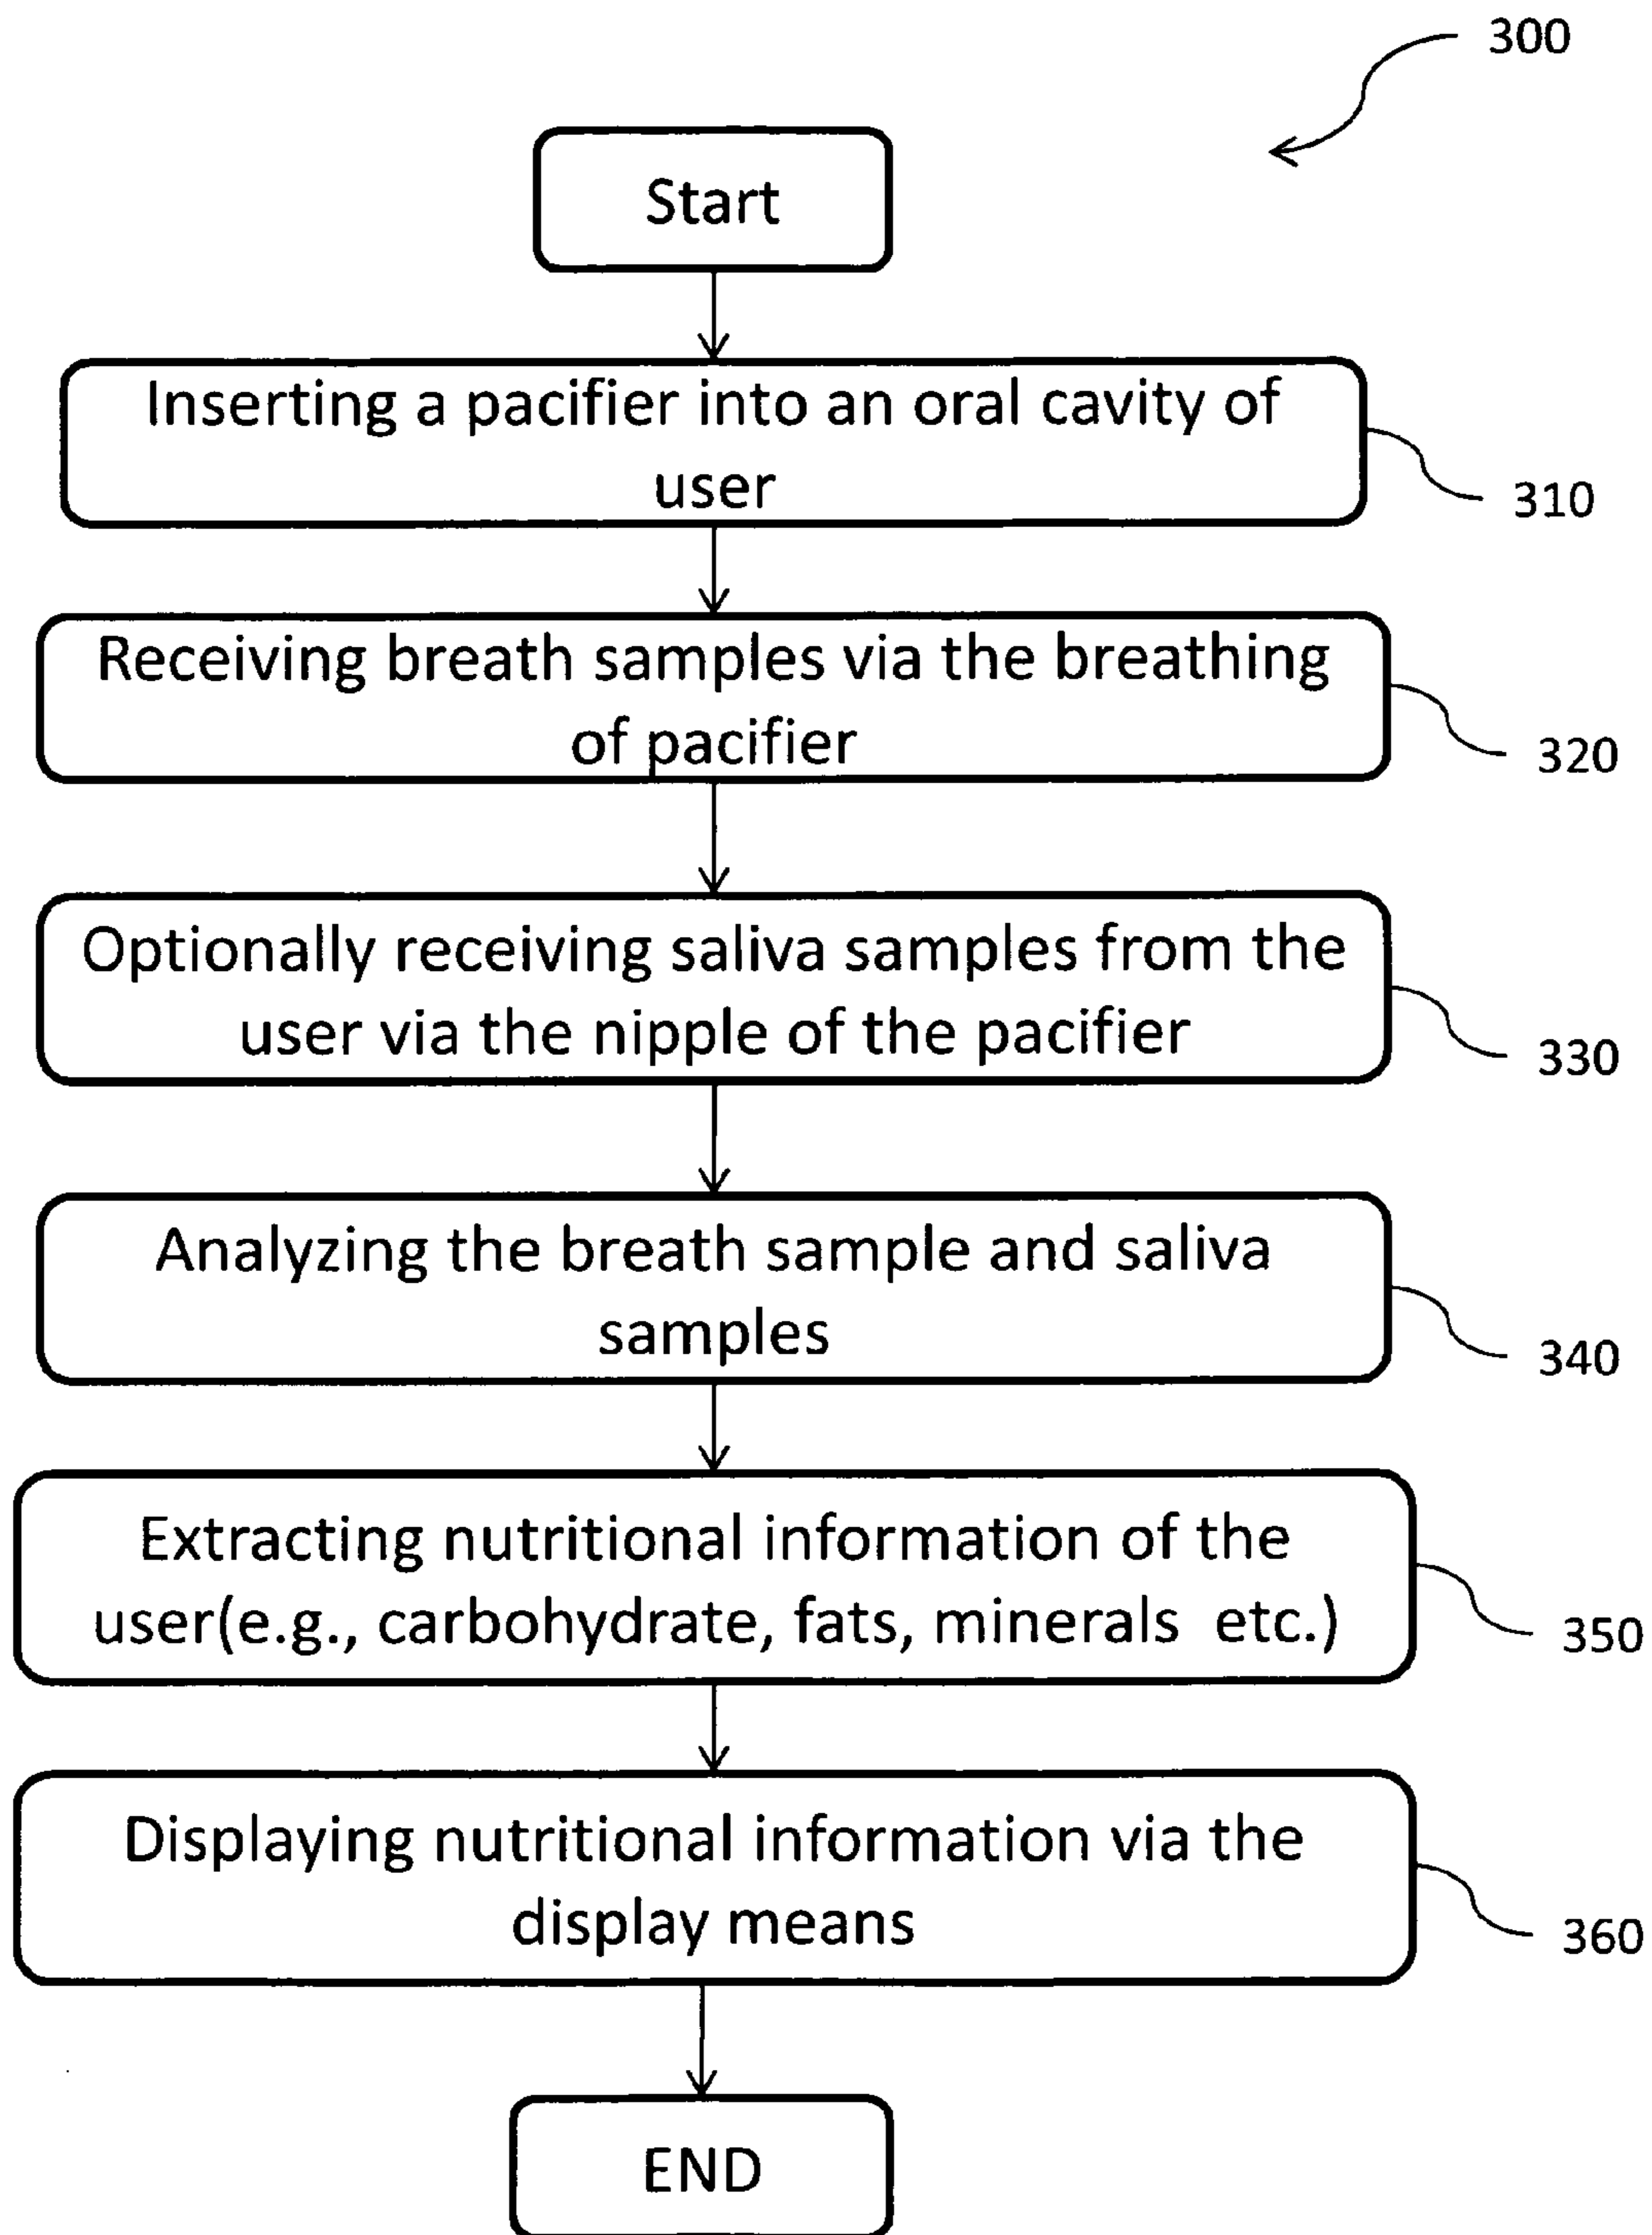 300
Start
Inserting a pacifier into an oral cavity of
user
310
Receiving breath samples via the breathing
of pacifier
320
Optionally receiving saliva samples from the
user via the nipple of the pacifier
330
Analyzing the breath sample and saliva
samples
340
Extracting nutritional information of the
user(e.g., carbohydrate, fats, minerals etc.)
350
Displaying nutritional information via the
display means
360
END